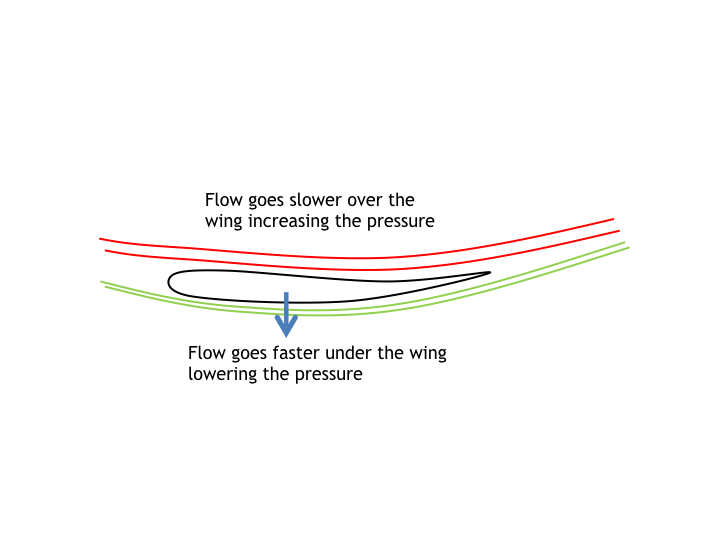 Flow goes slower over the
wing increasing the pressure
Flow goes faster under the wing
lowering the pressure